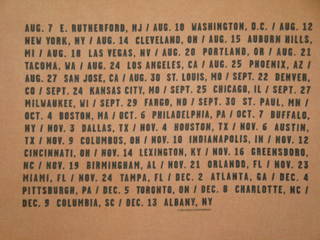 AUG. 7 E. RUTHERFORD, NJ / AUG. 10 WASHINGTON, D.C. / AUG. 12
NEW YORK, NY / AUG. 14 CLEVELAND, OH / AUG. 15 AUBURN HILLS,
MI / AUG. 18 LAS VEGAS, NV / AUG. 20 PORTLAND, OR / AUG. 21
TACOMA, WA / AUG. 24 LOS ANGELES, CA / AUG. 25 PHOENIX, AZ /
AUG. 27 SAN JOSE, CA / AUG. 30 ST. LOUIS, MO / SEPT. 22 DENVER,
CO / SEPT. 24 KANSAS CITY, MO / SEPT. 25 CHICAGO, IL / SEPT. 27
MILWAUKEE, WI / SEPT. 29 FARGO, ND / SEPT. 30 ST. PAUL, MN /
OCT. 4 BOSTON, MA / OCT. 6 PHILADELPHIA, PA / OCT. 7 BUFFALO,
NY / NOV. 3 DALLAS, TX / NOV. 4 HOUSTON, TX / NOV. 6 AUSTIN,
TX / NOV. 9 COLUMBUS, OH / NOV. 10 INDIANAPOLIS, IN / NOV. 12
CINCINNATI, OH / NOV. 14 LEXINGTON, KY / NOV. 16 GREENSBORO,
NC / NOV. 19 BIRMINGHAM, AL / NOV. 21 ORLANDO, FL / NOV. 23
MIAMI, FL / NOV. 24 TAMPA, FL / DEC. 2 ATLANTA, GA / DEC. 4
PITTSBURGH, PA / DEC. 5 TORONTO, ON / DEC. 8 CHARLOTTE, NC /
DEC. 9 COLUMBIA, SC / DEC. 13 ALBANY, NY